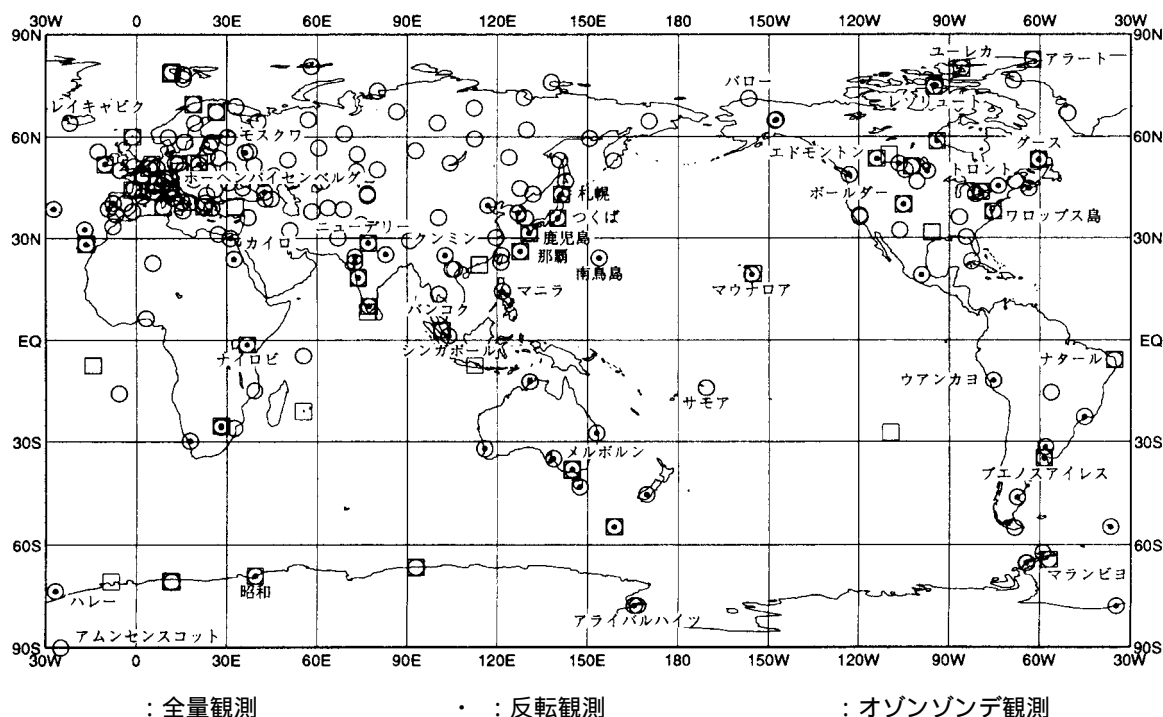 30W 0 30E 60E 90E 120E 150E 180 150W 120W 90W 60W 30W
90N 90N
ユーレカ
アラート
バロー
レゾリュート
レイキャビク
60N モスクワ 60N
グース
エドモントン
トロント
ホーヘンパイセンベルグ
ボールダー
札幌
つくば
ワロップス島
ニューデリー
30N カイロ クンミン 鹿児島 30N
那覇
南鳥島
マウナロア
マニラ
バンコク
EQ EQ
シンガポール
ナイロビ
ナタール
ウアンカヨ
サモア
30S 30S
メルボルン
ブエノスアイレス
60S 60S
マランビヨ
昭和
ハレー
アライバルハイツ
アムンセンスコット
90S 90S
30W 0 30E 60E 90E 120E 150E 180 150W 120W 90W 60W 30W
:全量観測 ・ :反転観測 :オゾンゾンデ観測